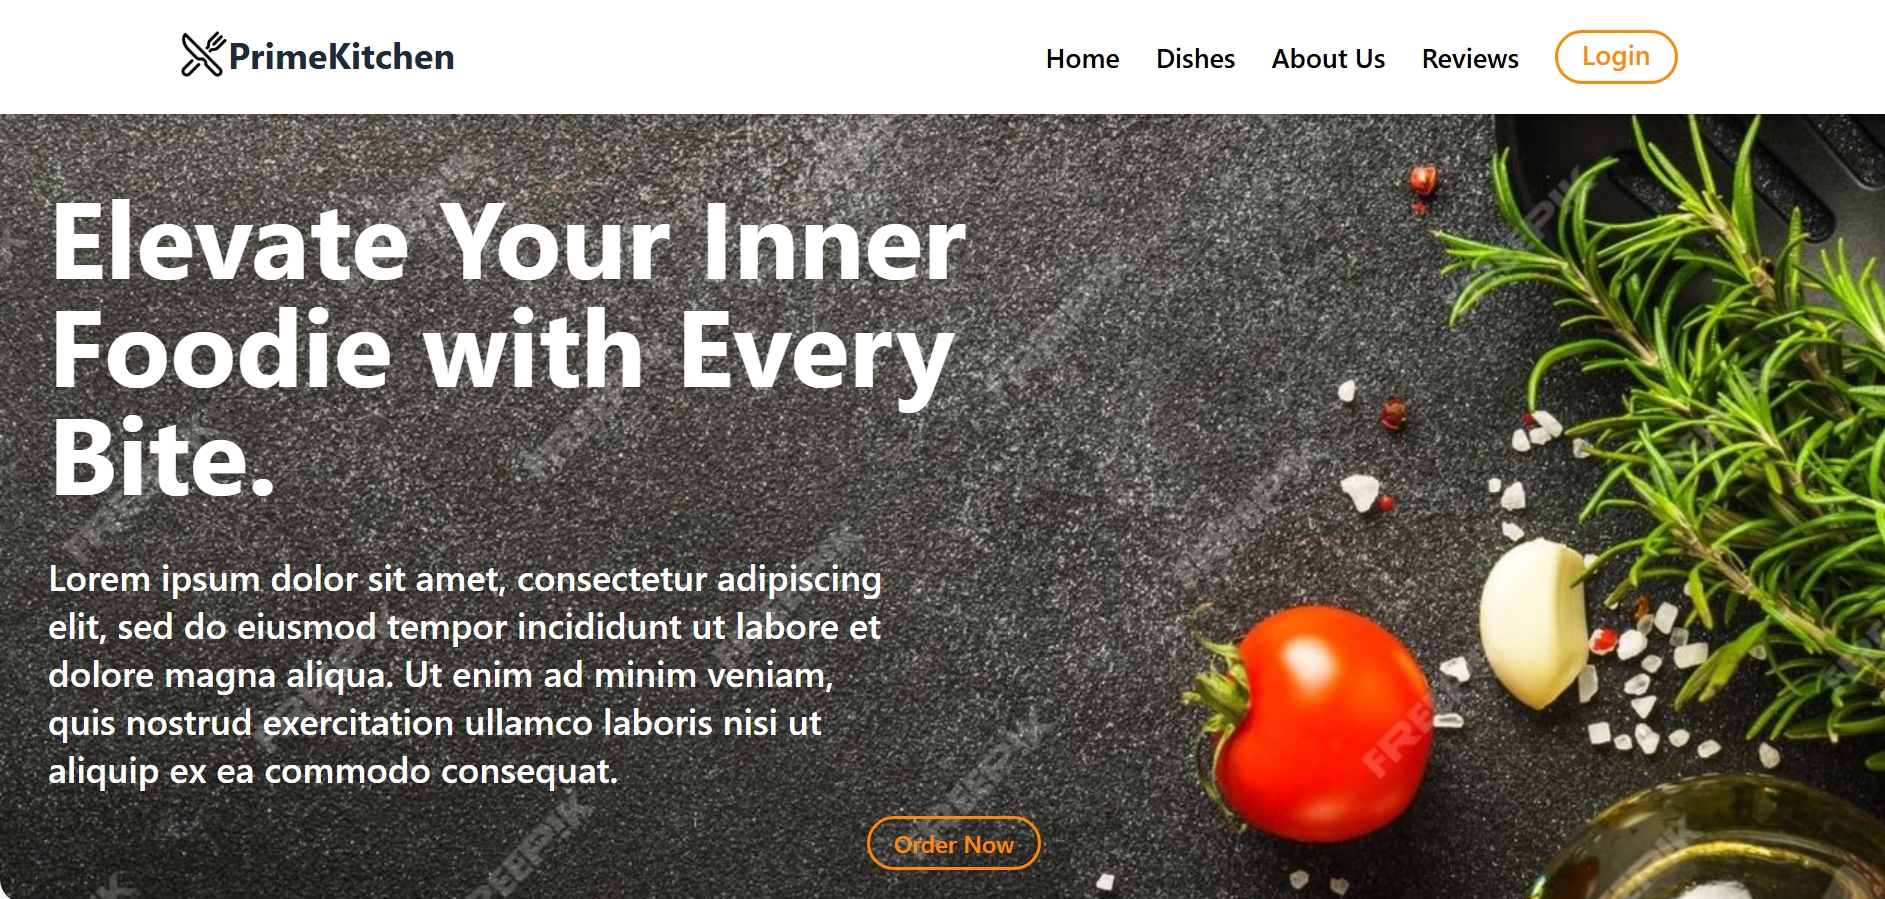 PrimeKitchen
Home Dishes About Us Reviews Login
Elevate Your Inner
Foodie with Every
Bite.
Lorem ipsum dolor sit amet, consectetur adipiscing
elit, sed do eiusmod tempor incididunt ut labore et
dolore magna aliqua. Ut enim ad minim veniam,
quis nostrud exercitation ullamco laboris nisi ut
aliquip ex ea commodo consequat.
Order Now
FREEPIK